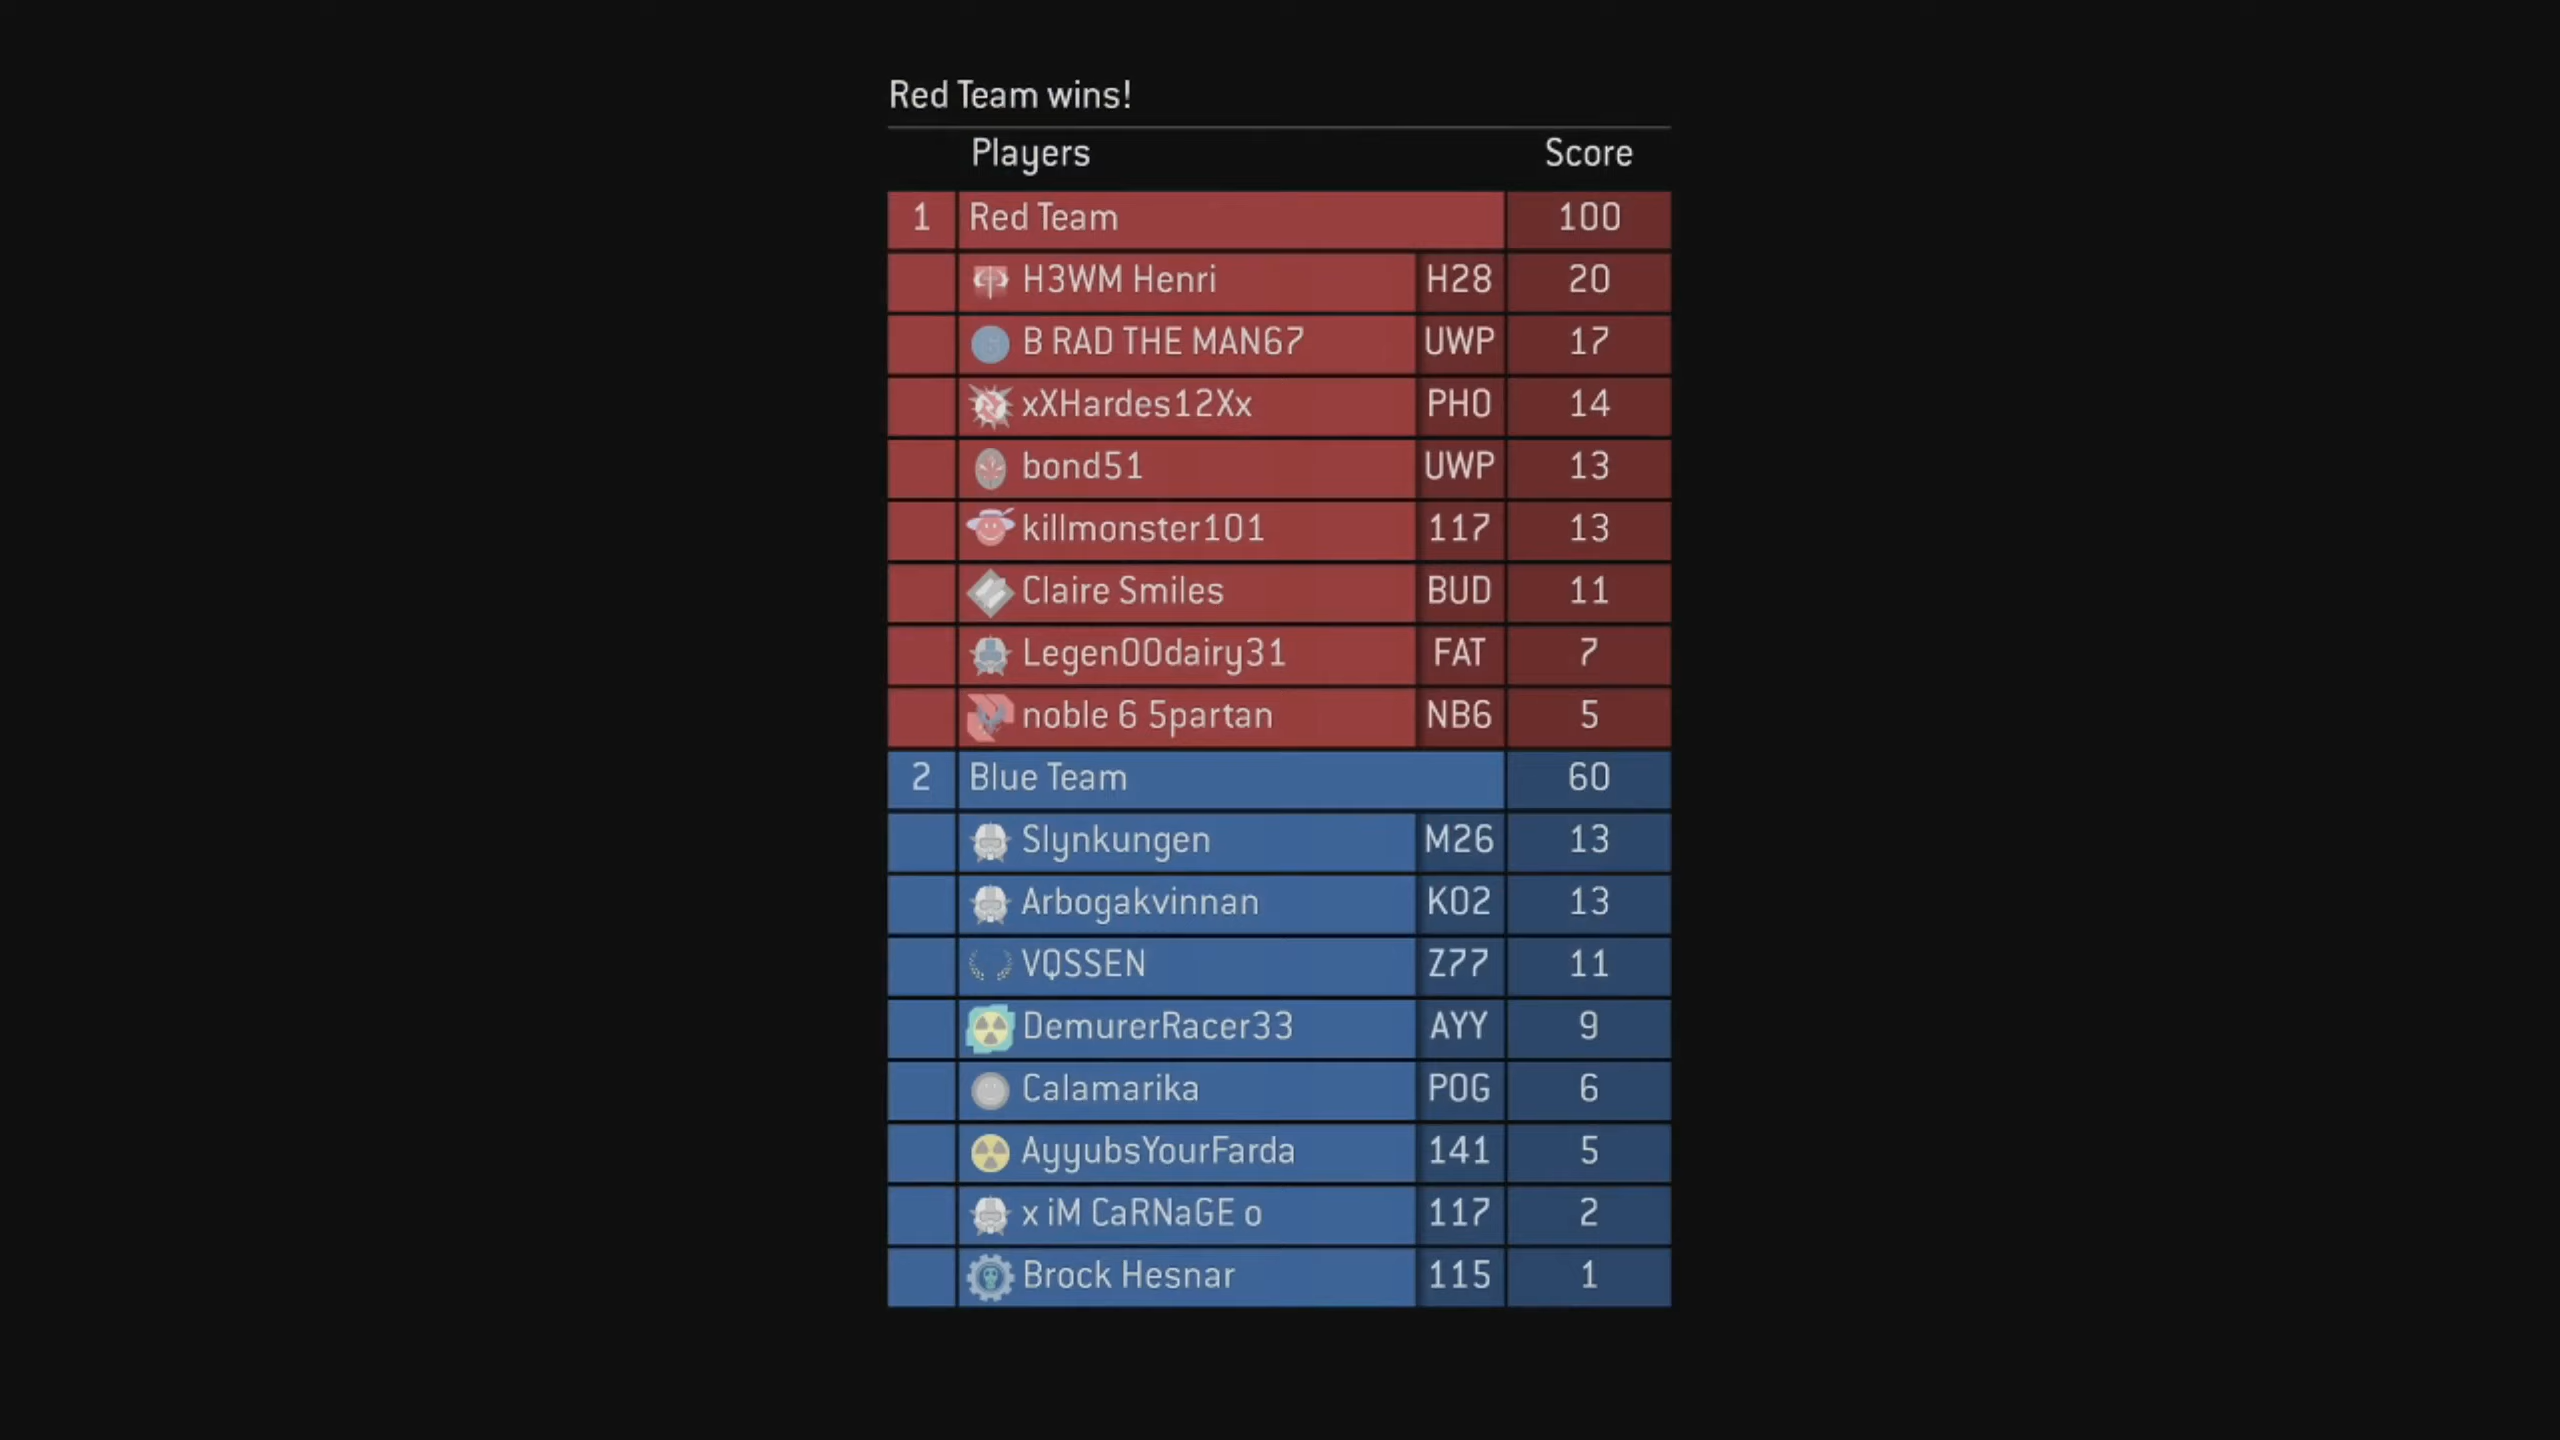 Red Team wins!
Players Score
1 Red Team 100
H3WM Henri H28 20
B RAD THE MAN67 UWP 17
xXHardes12Xx PHO 14
bond51 UWP 13
killmonster101 117 13
Claire Smiles BUD 11
Legen00dairy31 FAT 7
noble 6 5partan NB6 5
2 Blue Team 60
Slynkungen M26 13
Arbogakvinnan K02 13
VQSSEN Z77 11
DemurerRacer33 AYY 9
Calamarika POG 6
AyyubsYourFarda 141 5
x iM CaRNaGE o 117 2
Brock Hesnar 115 1